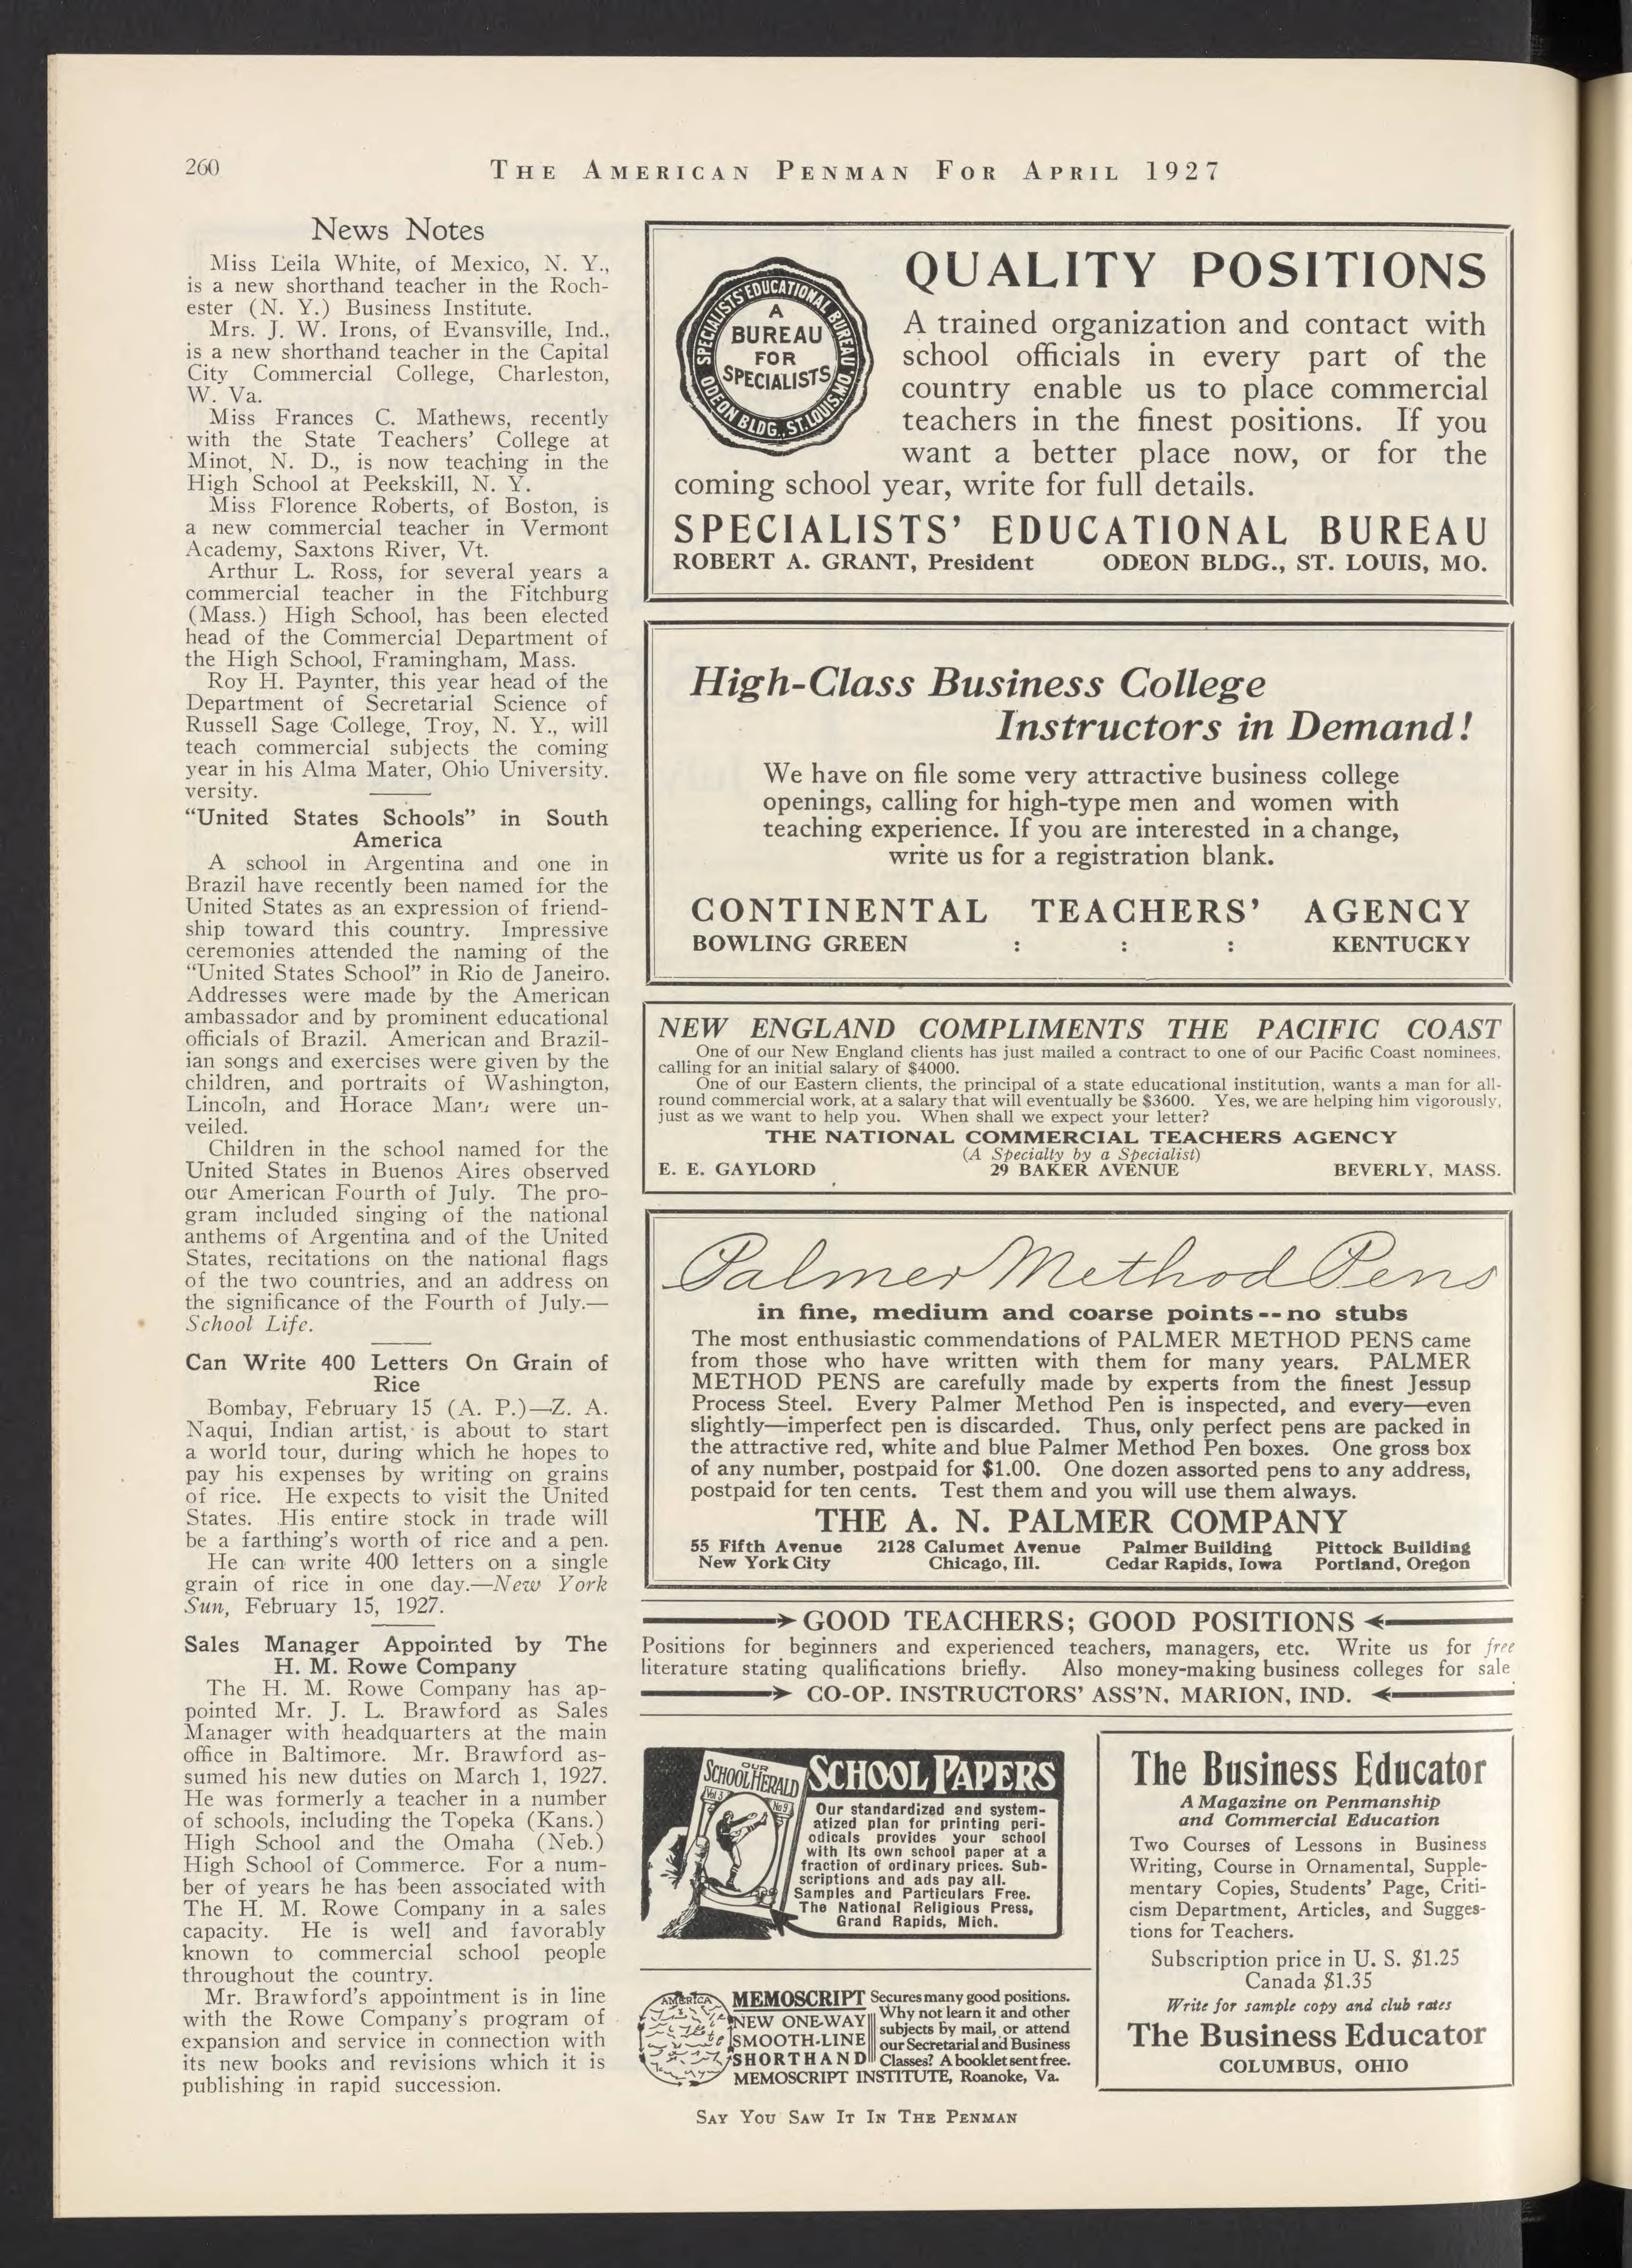 260
THE AMERICAN PENMAN FOR APRIL 1927
News Notes
Miss Leila White, of Mexico, N. Y.,
is a new shorthand teacher in the Roch-
ester (N. Y.) Business Institute.
Mrs. J. W. Irons, of Evansville, Ind.,
is a new shorthand teacher in the Capital
City Commercial College, Charleston,
W. Va.
Miss Frances C. Mathews, recently
with the State Teachers' College at
Minot, N. D., is now teaching in the
High School at Peekskill, N. Y.
Miss Florence Roberts, of Boston, is
a new commercial teacher in Vermont
Academy, Saxtons River, Vt.
Arthur L. Ross, for several years a
commercial teacher in the Fitchburg
(Mass.) High School, has been elected
head of the Commercial Department of
the High School, Framingham, Mass.
Roy H. Paynter, this year head of the
Department of Secretarial Science of
Russell Sage College, Troy, N. Y., will
teach commercial subjects the coming
year in his Alma Mater, Ohio University.
versity.
"United States Schools" in South
America
A school in Argentina and one in
Brazil have recently been named for the
United States as an expression of friend-
ship toward this country. Impressive
ceremonies attended the naming of the
"United States School" in Rio de Janeiro.
Addresses were made by the American
ambassador and by prominent educational
officials of Brazil. American and Brazil-
ian songs and exercises were given by the
children, and portraits of Washington,
Lincoln, and Horace Mann were un-
veiled.
Children in the school named for the
United States in Buenos Aires observed
our American Fourth of July. The pro-
gram included singing of the national
anthems of Argentina and of the United
States, recitations on the national flags
of the two countries, and an address on
the significance of the Fourth of July.—
School Life.
Can Write 400 Letters On Grain of
Rice
Bombay, February 15 (A. P.)—Z. A.
Naqui, Indian artist, is about to start
a world tour, during which he hopes to
pay his expenses by writing on grains
of rice. He expects to visit the United
States. His entire stock in trade will
be a farthing's worth of rice and a pen.
He can write 400 letters on a single
grain of rice in one day.—New York
Sun, February 15, 1927.
Sales Manager Appointed by The
H. M. Rowe Company
The H. M. Rowe Company has ap-
pointed Mr. J. L. Brawford as Sales
Manager with headquarters at the main
office in Baltimore. Mr. Brawford as-
sumed his new duties on March 1, 1927.
He was formerly a teacher in a number
of schools, including the Topeka (Kans.)
High School and the Omaha (Neb.)
High School of Commerce. For a num-
ber of years he has been associated with
The H. M. Rowe Company in a sales
capacity. He is well and favorably
known to commercial school people
throughout the country.
Mr. Brawford's appointment is in line
with the Rowe Company's program of
expansion and service in connection with
its new books and revisions which it is
publishing in rapid succession.
SPECIALISTS EDUCATIONAL BUREAU
ODEON BLDG., ST. LOUIS, MO.
A
BUREAU
FOR
SPECIALISTS
QUALITY POSITIONS
A trained organization and contact with
school officials in every part of the
country enable us to place commercial
teachers in the finest positions. If you
want a better place now, or for the
coming school year, write for full details.
SPECIALISTS' EDUCATIONAL BUREAU
ROBERT A. GRANT, President ODEON BLDG., ST. LOUIS, MO.
High-Class Business College
Instructors in Demand!
We have on file some very attractive business college
openings, calling for high-type men and women with
teaching experience. If you are interested in a change,
write us for a registration blank.
CONTINENTAL TEACHERS' AGENCY
BOWLING GREEN : : : KENTUCKY
NEW ENGLAND COMPLIMENTS THE PACIFIC COAST
One of our New England clients has just mailed a contract to one of our Pacific Coast nominees,
calling for an initial salary of $4000.
One of our Eastern clients, the principal of a state educational institution, wants a man for all-
round commercial work, at a salary that will eventually be $3600. Yes, we are helping him vigorously,
just as we want to help you. When shall we expect your letter?
THE NATIONAL COMMERCIAL TEACHERS AGENCY
(A Specialty by a Specialist)
E. E. GAYLORD 29 BAKER AVENUE BEVERLY, MASS.
Palmer Method Pens
in fine, medium and coarse points--no stubs
The most enthusiastic commendations of PALMER METHOD PENS came
from those who have written with them for many years. PALMER
METHOD PENS are carefully made by experts from the finest Jessup
Process Steel. Every Palmer Method Pen is inspected, and every—even
slightly—imperfect pen is discarded. Thus, only perfect pens are packed in
the attractive red, white and blue Palmer Method Pen boxes. One gross box
of any number, postpaid for $1.00. One dozen assorted pens to any address,
postpaid for ten cents. Test them and you will use them always.
THE A. N. PALMER COMPANY
55 Fifth Avenue 2128 Calumet Avenue Palmer Building Pittock Building
New York City Chicago, Ill. Cedar Rapids, Iowa Portland, Oregon
GOOD TEACHERS; GOOD POSITIONS
Positions for beginners and experienced teachers, managers, etc. Write us for free
literature stating qualifications briefly. Also money-making business colleges for sale
CO-OP. INSTRUCTORS' ASS'N, MARION, IND.
OUR
SCHOOL HERALD
Vol 3 No 9
SCHOOL PAPERS
Our standardized and system-
atized plan for printing peri-
odicals provides your school
with its own school paper at a
fraction of ordinary prices. Sub-
scriptions and ads pay all.
Samples and Particulars Free.
The National Religious Press,
Grand Rapids, Mich.
AMERICA
MEMOSCRIPT
NEW ONE-WAY
SMOOTH-LINE
SHORTHAND
Secures many good positions.
Why not learn it and other
subjects by mail, or attend
our Secretarial and Business
Classes? A booklet sent free.
MEMOSCRIPT INSTITUTE, Roanoke, Va.
The Business Educator
A Magazine on Penmanship
and Commercial Education
Two Courses of Lessons in Business
Writing, Course in Ornamental, Supple-
mentary Copies, Students' Page, Criti-
cism Department, Articles, and Sugges-
tions for Teachers.
Subscription price in U. S. $1.25
Canada $1.35
Write for sample copy and club rates
The Business Educator
COLUMBUS, OHIO
SAY YOU SAW IT IN THE PENMAN